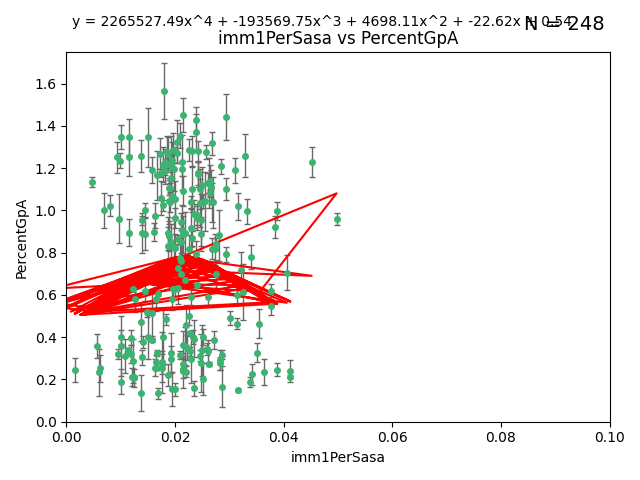 y = 2265527.49x^4 + -193569.75x^3 + 4698.11x^2 + -22.62x + 0.54
N = 248
imm1PerSasa vs PercentGpA
PercentGpA
1.6
1.4
1.2
1.0
0.8
0.6
0.4
0.2
0.0
0.00 0.02 0.04 0.06 0.08 0.10
imm1PerSasa